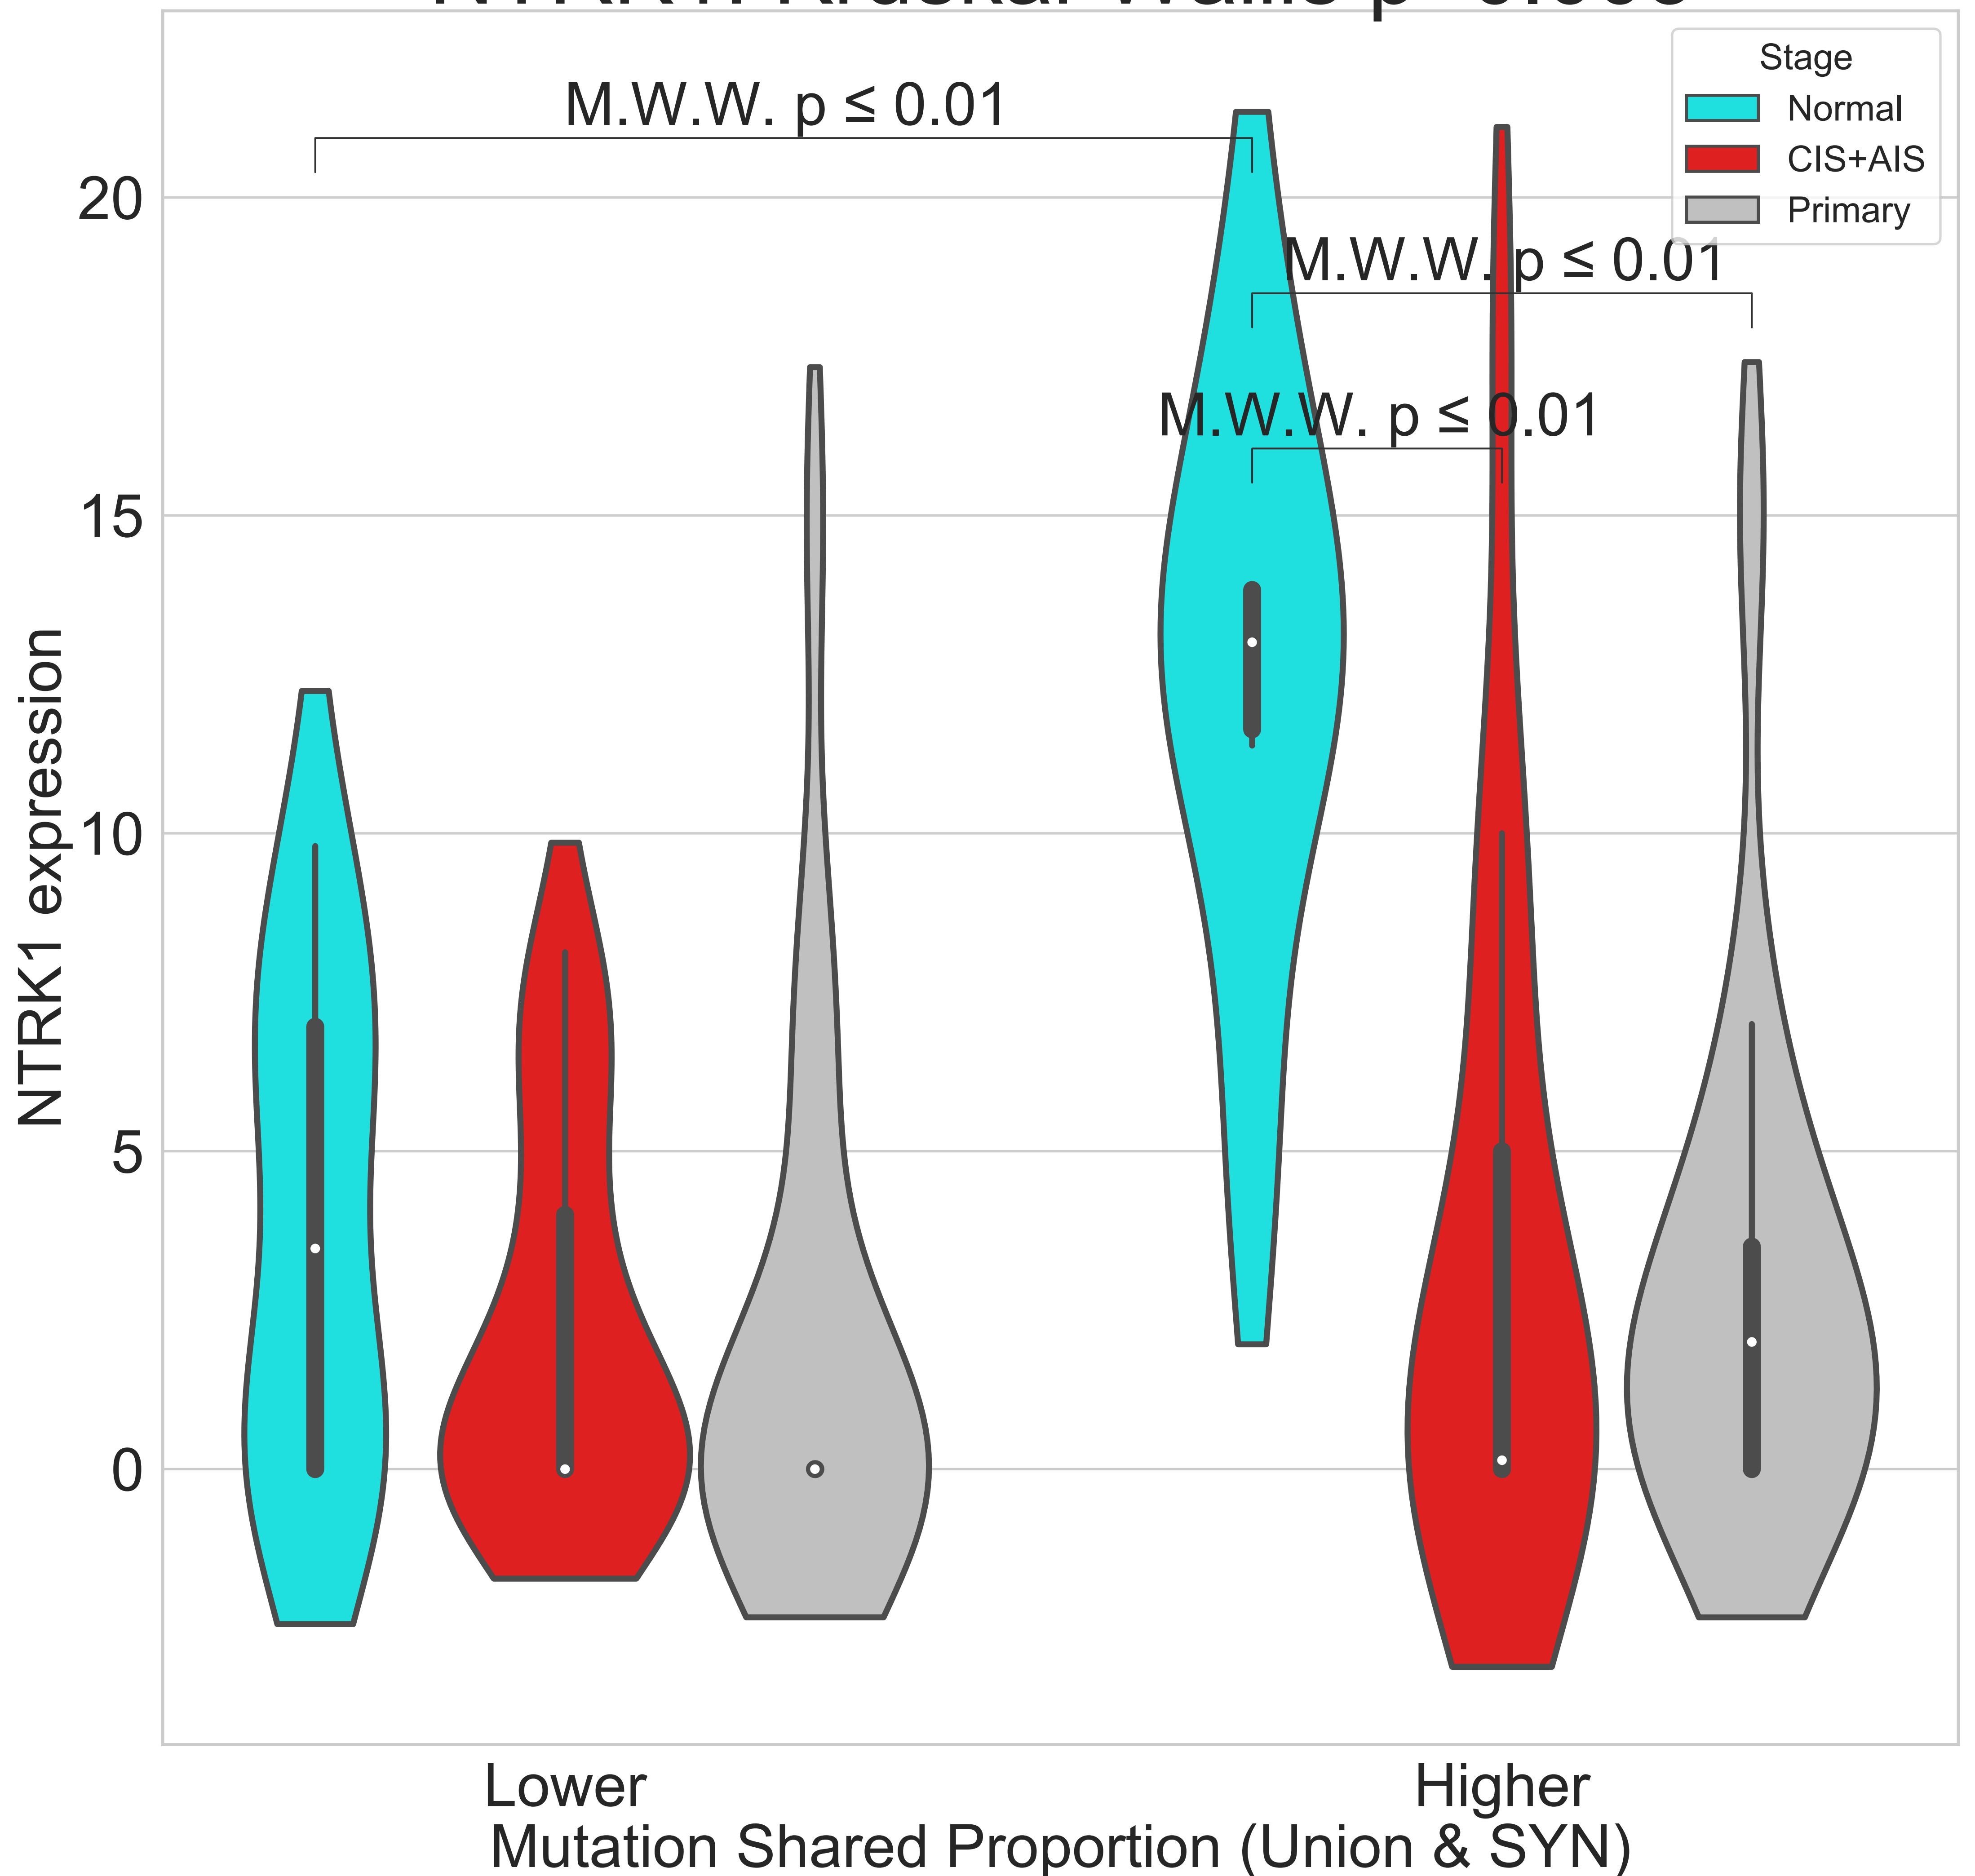 M.W.W. p ≤ 0.01
Stage
Normal
CIS+AIS
Primary
M.W.W. p ≤ 0.01
M.W.W. p ≤ 0.01
20
15
10
5
0
NTRK1 expression
Lower
Higher
Mutation Shared Proportion (Union & SYN)